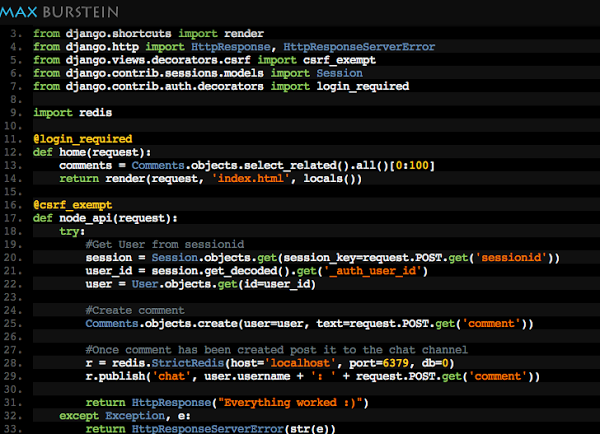 MAX BURSTEIN
3. from django.shortcuts import render
4. from django.http import HttpResponse, HttpResponseServerError
5. from django.views.decorators.csrf import csrf_exempt
6. from django.contrib.sessions.models import Session
7. from django.contrib.auth.decorators import login_required
8.
9. import redis
10.
11. @login_required
12. def home(request):
13.     comments = Comments.objects.select_related().all()[0:100]
14.     return render(request, 'index.html', locals())
15.
16. @csrf_exempt
17. def node_api(request):
18.     try:
19.         #Get User from sessionid
20.         session = Session.objects.get(session_key=request.POST.get('sessionid'))
21.         user_id = session.get_decoded().get('_auth_user_id')
22.         user = User.objects.get(id=user_id)
23.
24.         #Create comment
25.         Comments.objects.create(user=user, text=request.POST.get('comment'))
26.
27.         #Once comment has been created post it to the chat channel
28.         r = redis.StrictRedis(host='localhost', port=6379, db=0)
29.         r.publish('chat', user.username + ': ' + request.POST.get('comment'))
30.
31.         return HttpResponse("Everything worked :)")
32.     except Exception, e:
33.         return HttpResponseServerError(str(e))